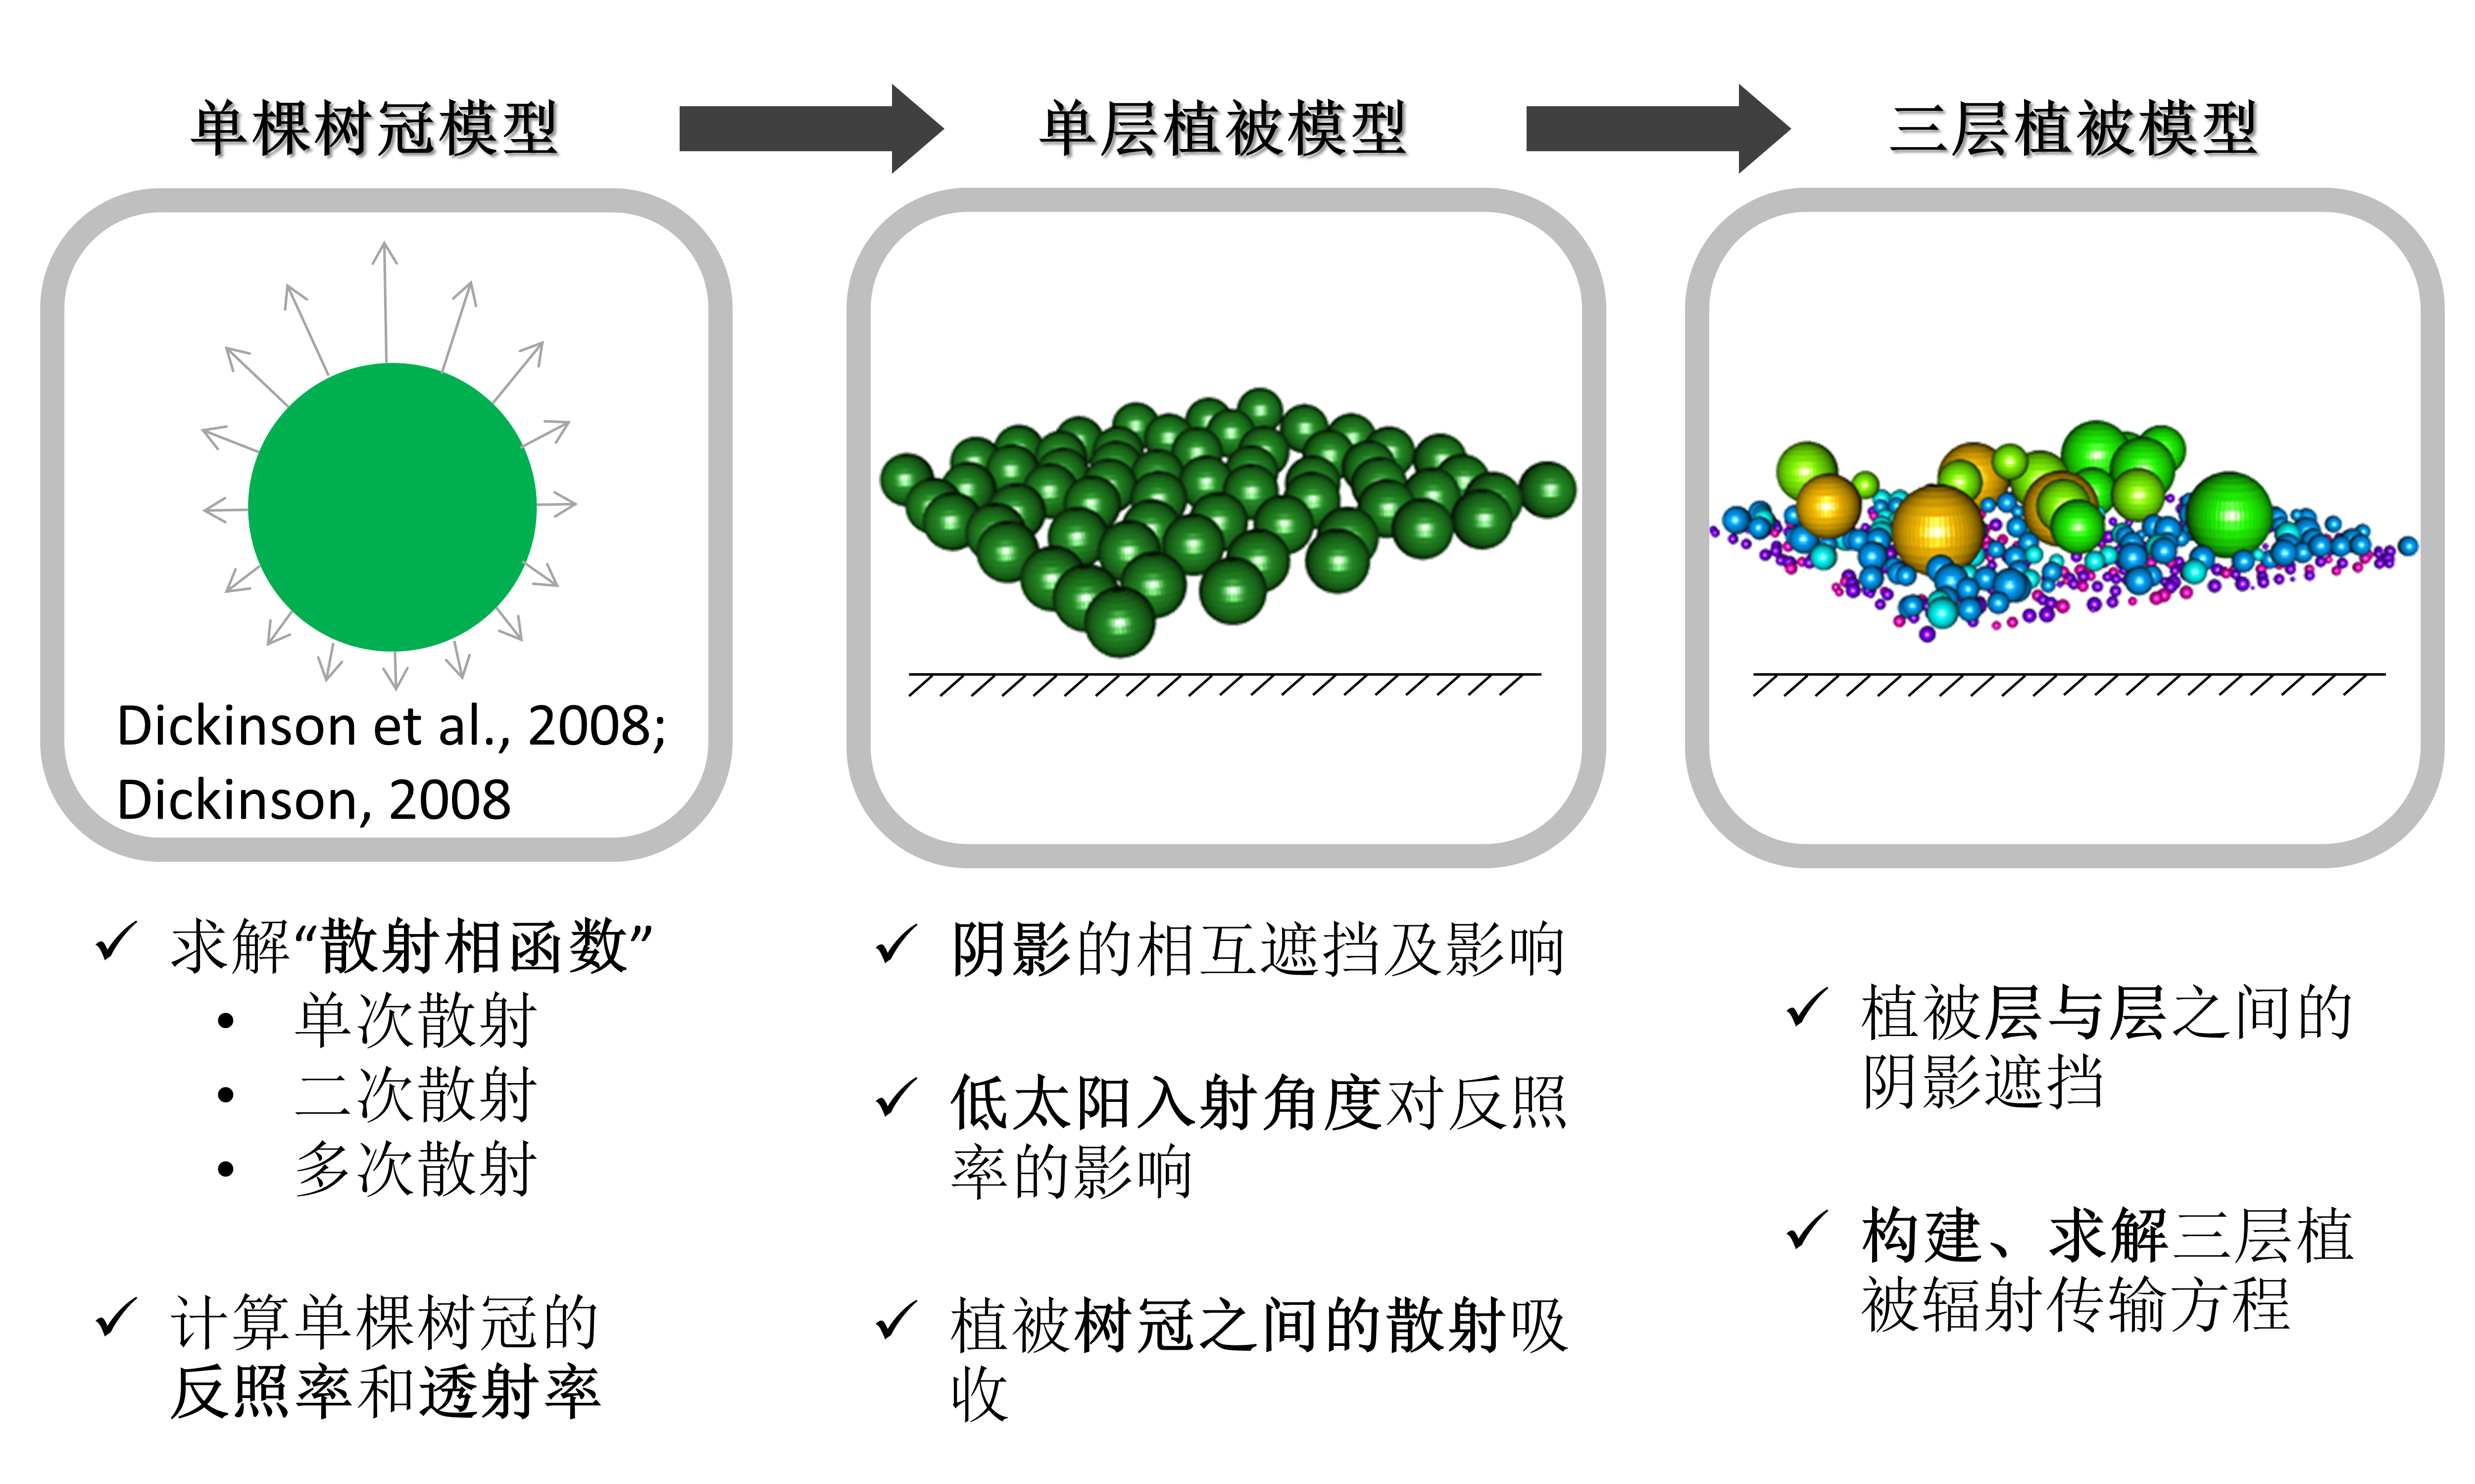 单棵树冠模型
单层植被模型
三层植被模型
Dickinson et al., 2008;
Dickinson, 2008
✓ 求解“散射相函数”
• 单次散射
• 二次散射
• 多次散射
✓ 计算单棵树冠的
反照率和透射率
✓ 阴影的相互遮挡及影响
✓ 低太阳入射角度对反照
率的影响
✓ 植被树冠之间的散射吸
收
✓ 植被层与层之间的
阴影遮挡
✓ 构建、求解三层植
被辐射传输方程